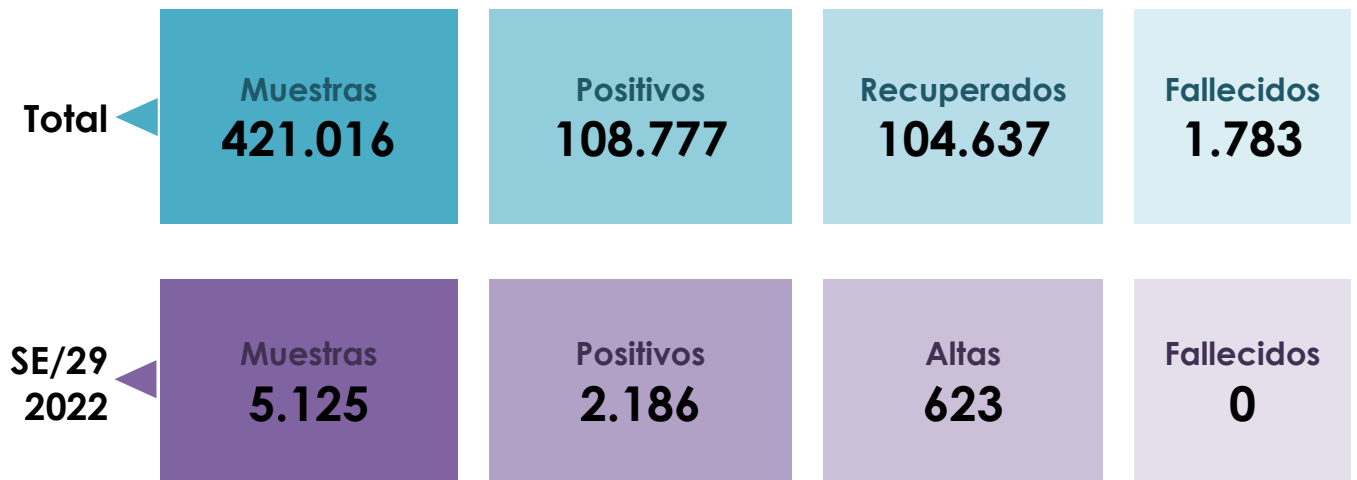 Total
Muestras
421.016
Positivos
108.777
Recuperados
104.637
Fallecidos
1.783
SE/29
2022
Muestras
5.125
Positivos
2.186
Altas
623
Fallecidos
0